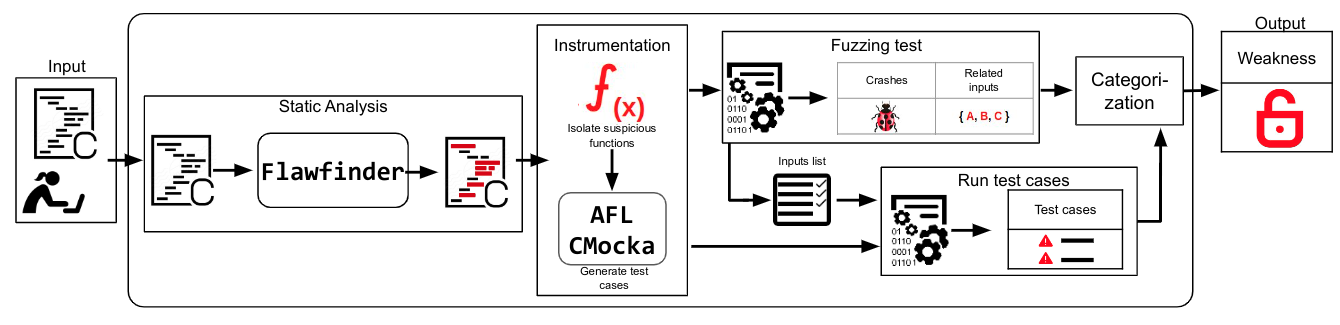 Input
C
Static Analysis
C
Flawfinder
C
Instrumentation
f(x)
Isolate suspicious
functions
AFL
CMocka
Generate test
cases
Fuzzing test
01
0110
0001
01101
Crashes
Related
inputs
{ A, B, C }
Inputs list
Run test cases
01
0110
0001
01101
Test cases
Categori-
zation
Output
Weakness